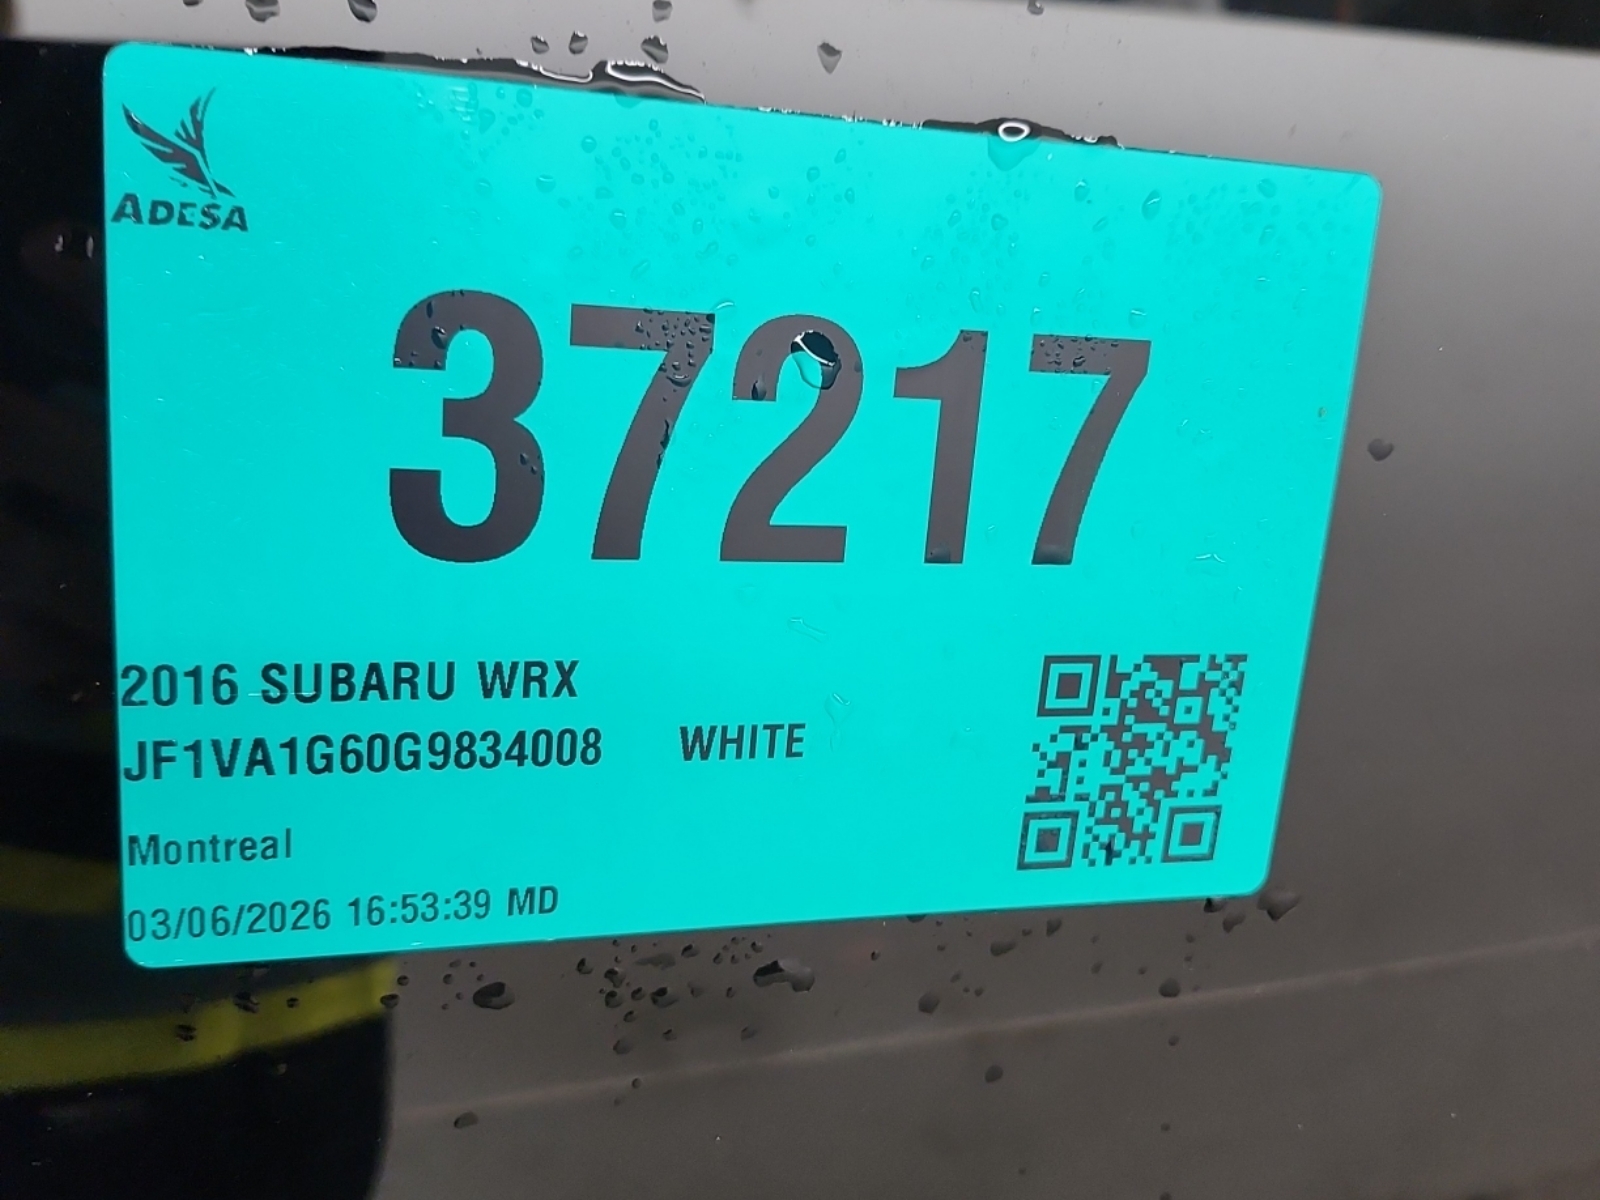 ADESA
37217
2016 SUBARU WRX
JF1VA1G60G9834008 WHITE
Montreal
03/06/2026 16:53:39 MD